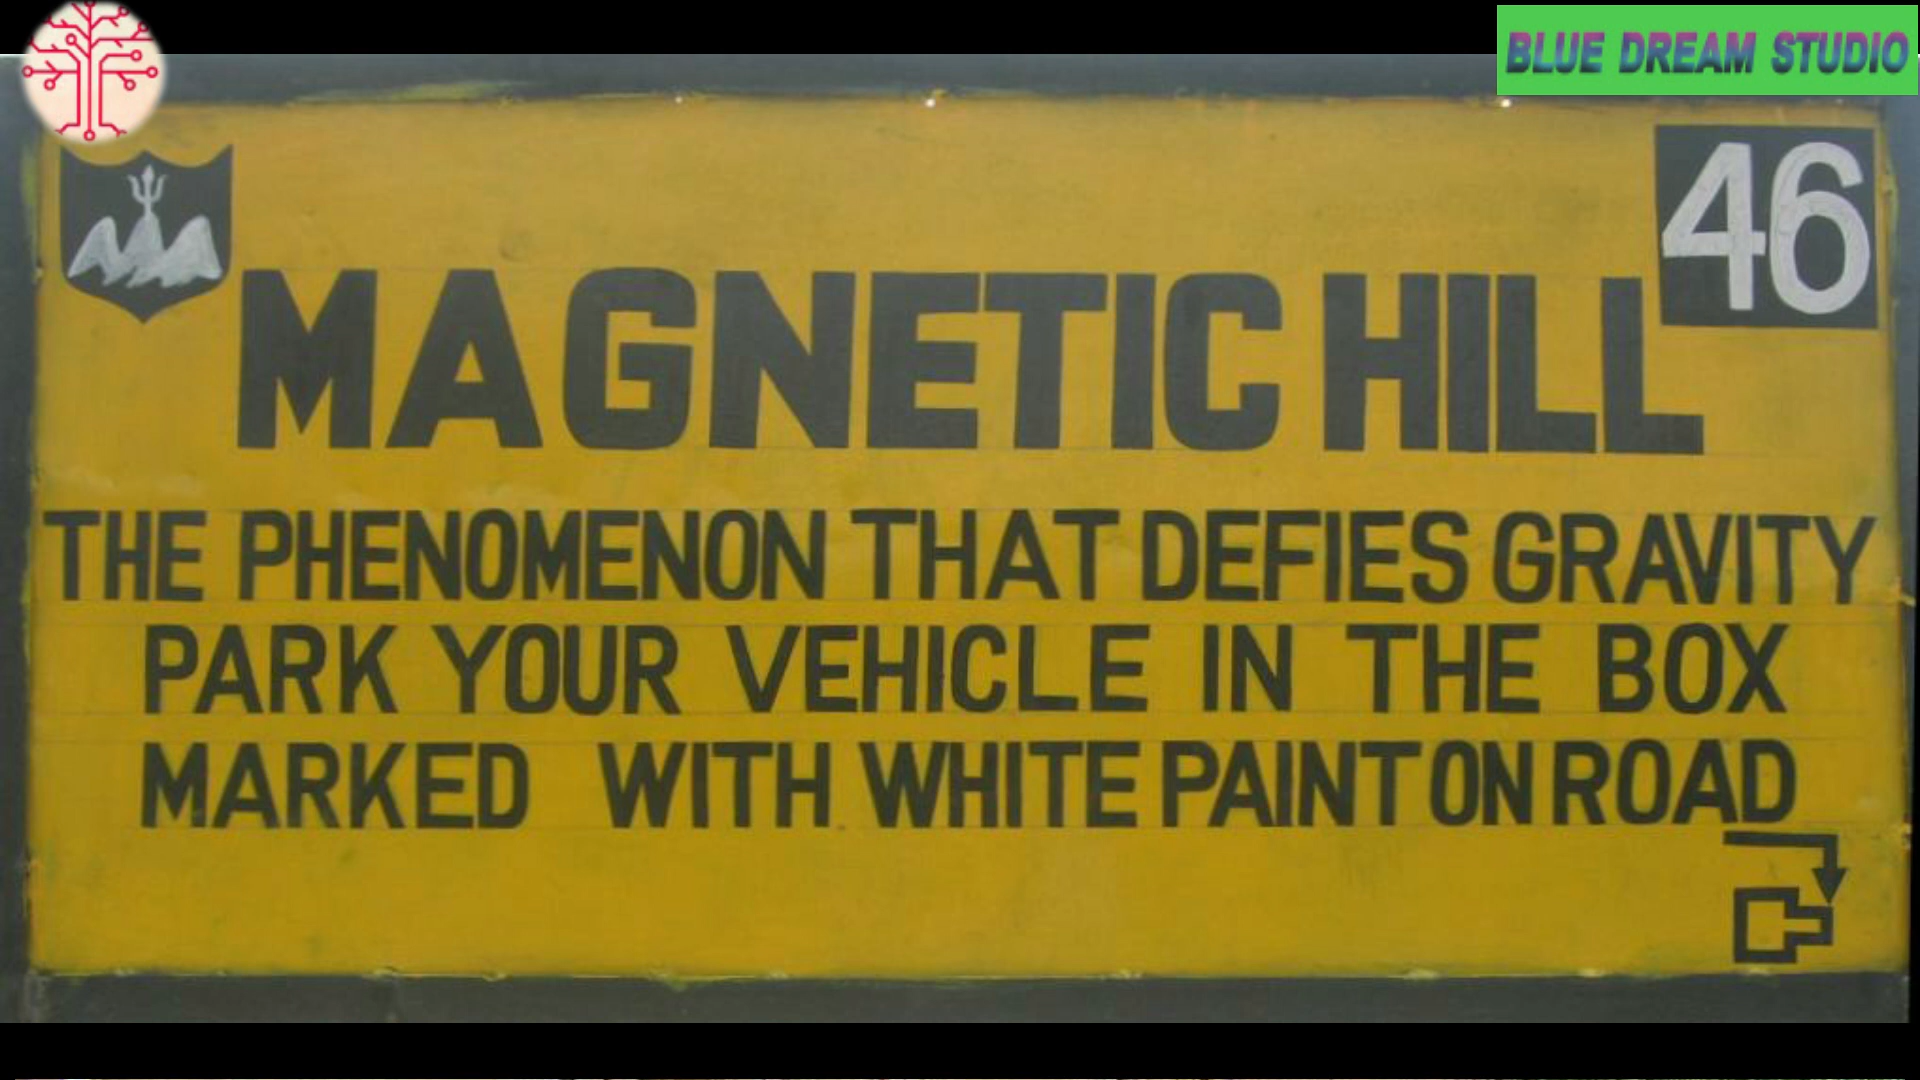 BLUE DREAM STUDIO
46
MAGNETIC HILL
THE PHENOMENON THAT DEFIES GRAVITY
PARK YOUR VEHICLE IN THE BOX
MARKED WITH WHITE PAINT ON ROAD